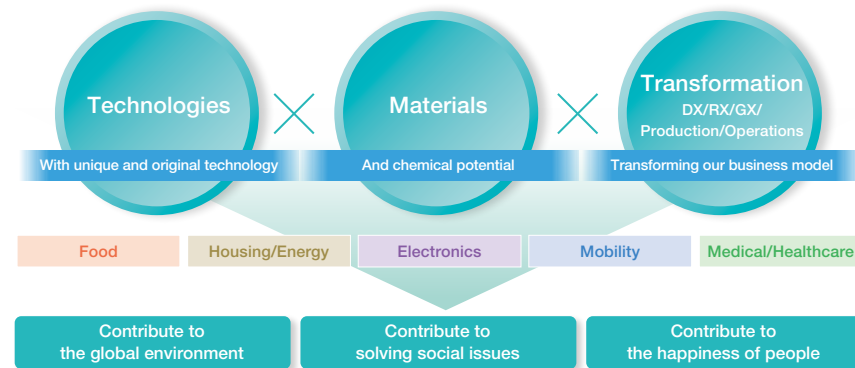 Technologies
Materials
Transformation
DX/RX/GX/
Production/Operations
With unique and original technology
And chemical potential
Transforming our business model
Food
Housing/Energy
Electronics
Mobility
Medical/Healthcare
Contribute to
the global environment
Contribute to
solving social issues
Contribute to
the happiness of people